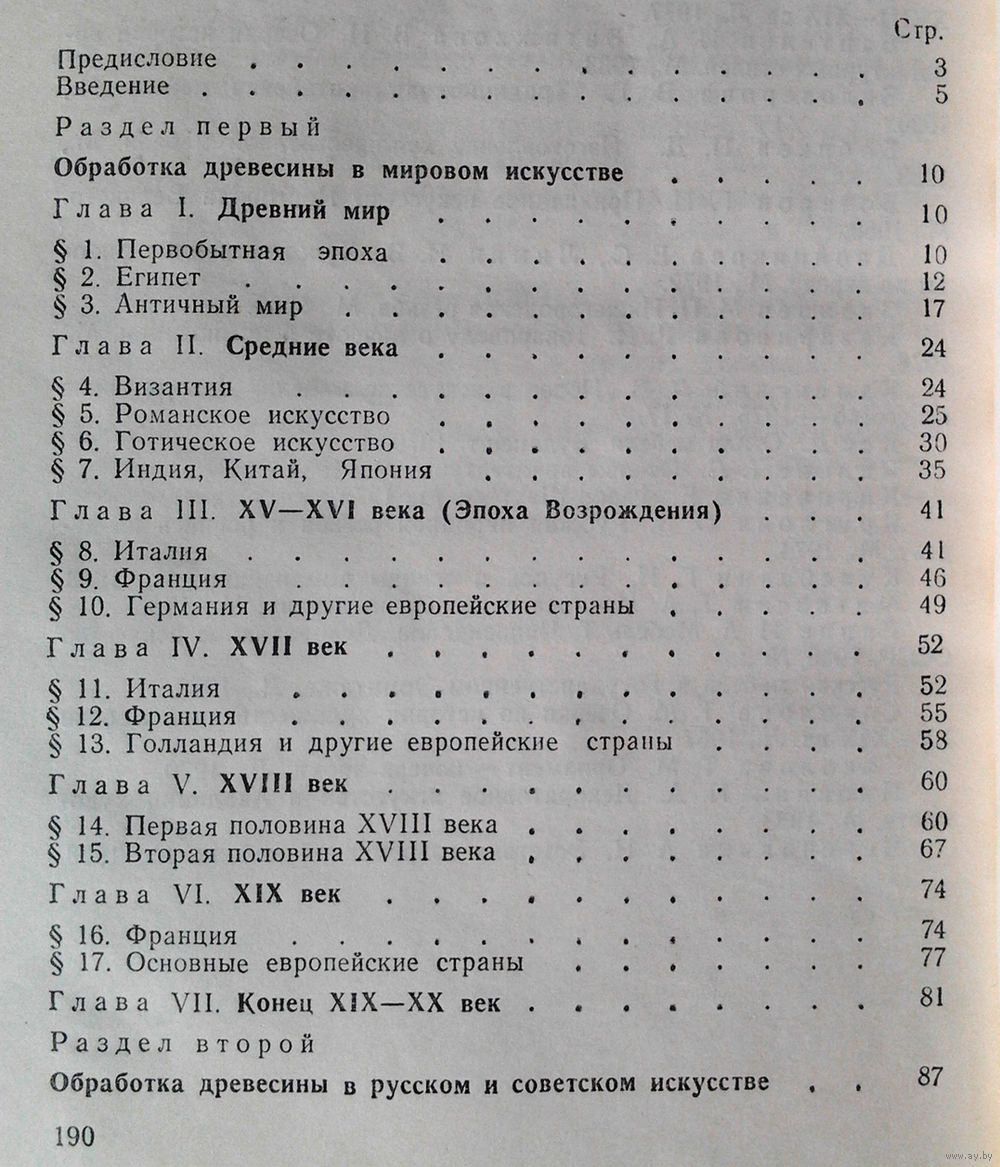 Стр.
Предисловие . . . . . . . . . . . . . . 3
Введение . . . . . . . . . . . . . . . 5
Раздел первый
Обработка древесины в мировом искусстве . . . . . 10
Глава I. Древний мир . . . . . . . . . . 10
§ 1. Первобытная эпоха . . . . . . . . . . 10
§ 2. Египет . . . . . . . . . . . . . . 12
§ 3. Античный мир . . . . . . . . . . . . 17
Глава II. Средние века . . . . . . . . . . 24
§ 4. Византия . . . . . . . . . . . . . 24
§ 5. Романское искусство . . . . . . . . . . 25
§ 6. Готическое искусство . . . . . . . . . . 30
§ 7. Индия, Китай, Япония . . . . . . . . . 35
Глава III. XV—XVI века (Эпоха Возрождения) . . . 41
§ 8. Италия . . . . . . . . . . . . . . 41
§ 9. Франция . . . . . . . . . . . . . 46
§ 10. Германия и другие европейские страны . . . . . 49
Глава IV. XVII век . . . . . . . . . . . 52
§ 11. Италия . . . . . . . . . . . . . 52
§ 12. Франция . . . . . . . . . . . . . 55
§ 13. Голландия и другие европейские страны . . . . 58
Глава V. XVIII век . . . . . . . . . . . 60
§ 14. Первая половина XVIII века . . . . . . . . 60
§ 15. Вторая половина XVIII века . . . . . . . . 67
Глава VI. XIX век . . . . . . . . . . . 74
§ 16. Франция . . . . . . . . . . . . . 74
§ 17. Основные европейские страны . . . . . . . 77
Глава VII. Конец XIX—XX век . . . . . . . . 81
Раздел второй
Обработка древесины в русском и советском искусстве . . 87
190
www.ay.by